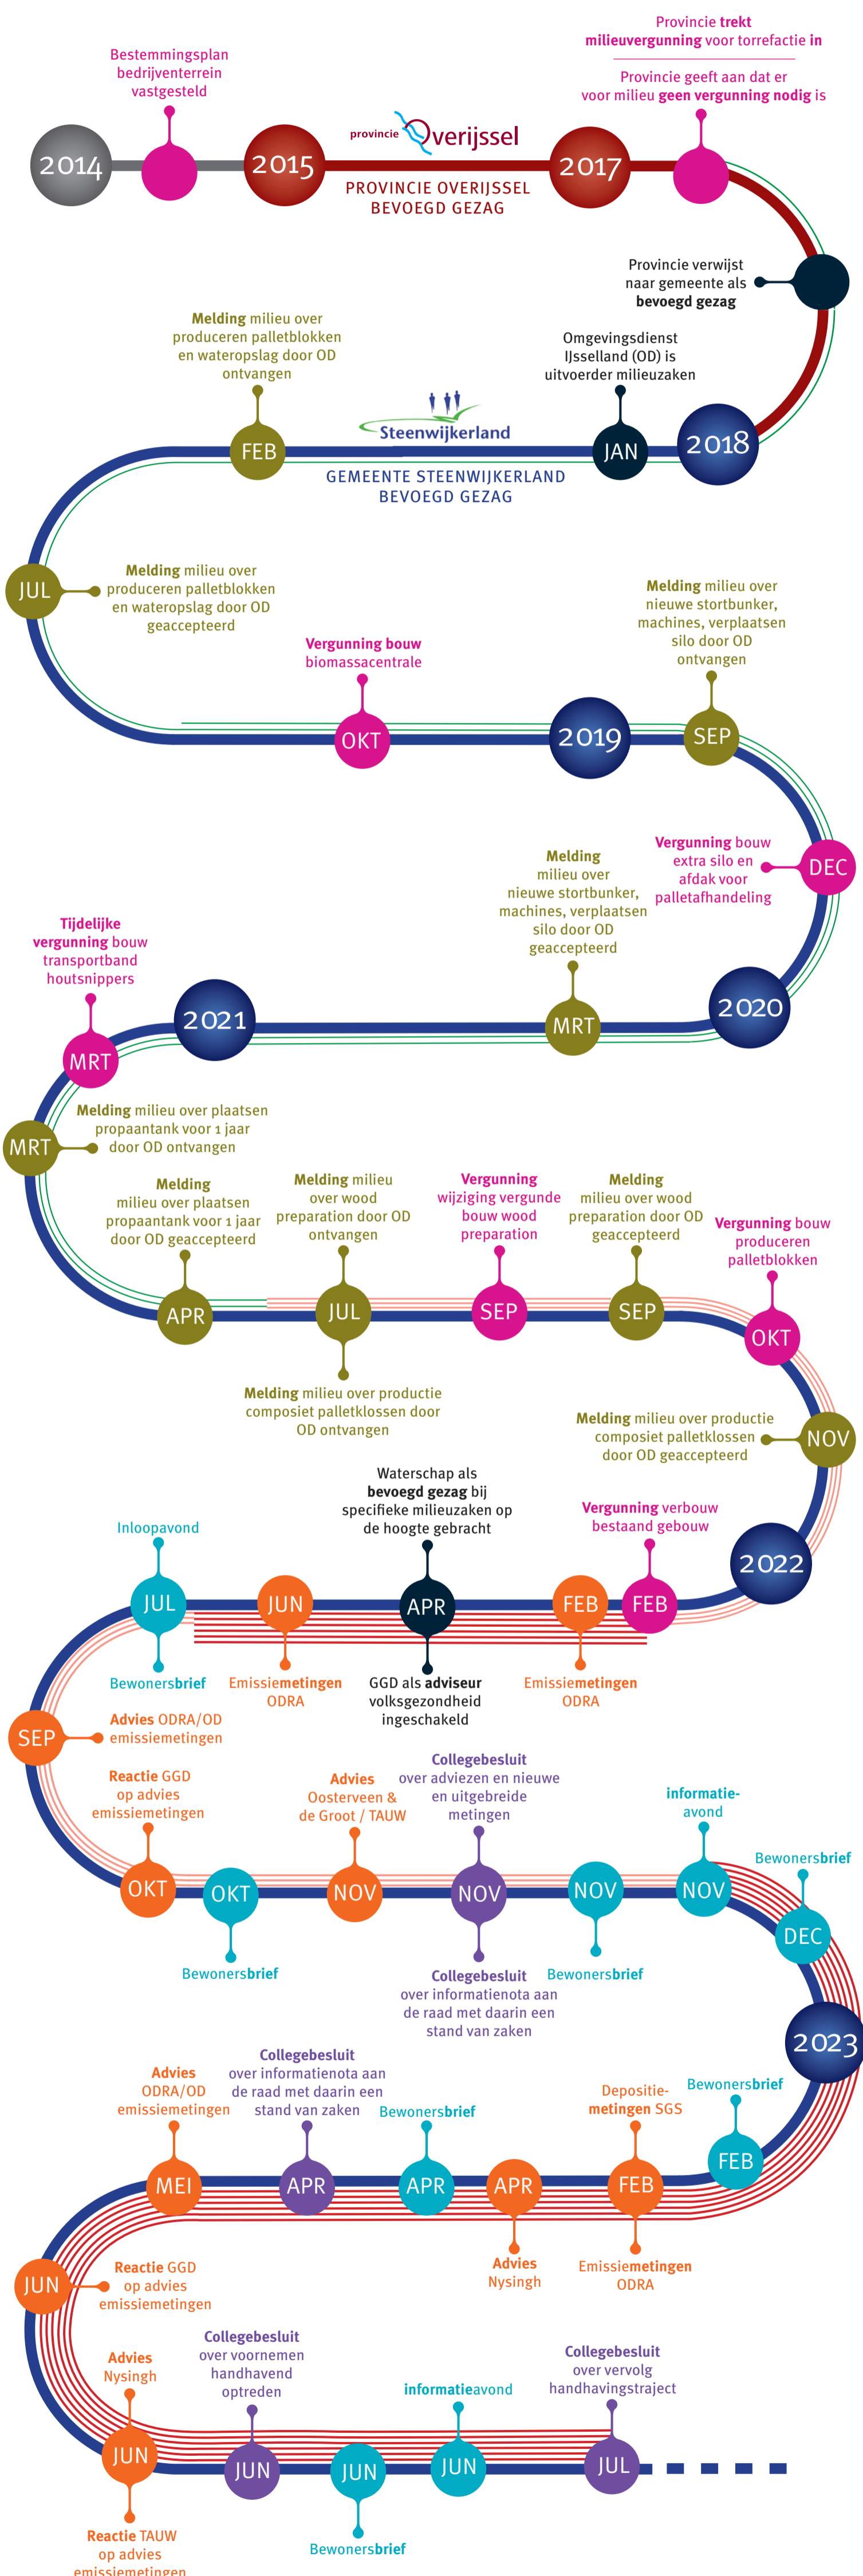 Provincie trekt
milieuvergunning voor torrefactie in
Provincie geeft aan dat er
voor milieu geen vergunning nodig is
Bestemmingsplan
bedrijventerrein
vastgesteld
2014
2015
provincie Overijssel
PROVINCIE OVERIJSSEL
BEVOEGD GEZAG
2017
Provincie verwijst
naar gemeente als
bevoegd gezag
Omgevingsdienst
IJsselland (OD) is
uitvoerder milieuzaken
2018
JAN
Steenwijkerland
GEMEENTE STEENWIJKERLAND
BEVOEGD GEZAG
Melding milieu over
produceren palletblokken
en wateropslag door OD
ontvangen
FEB
JUL
Melding milieu over
produceren palletblokken
en wateropslag door OD
geaccepteerd
Vergunning bouw
biomassacentrale
OKT
2019
Melding milieu over
nieuwe stortbunker,
machines, verplaatsen
silo door OD
ontvangen
SEP
Vergunning bouw
extra silo en
afdak voor
palletafhandeling
DEC
2020
Melding
milieu over
nieuwe stortbunker,
machines, verplaatsen
silo door OD
geaccepteerd
MRT
2021
Tijdelijke
vergunning bouw
transportband
houtsnippers
MRT
MRT
Melding milieu over plaatsen
propaantank voor 1 jaar
door OD ontvangen
Melding
milieu over plaatsen
propaantank voor 1 jaar
door OD geaccepteerd
APR
Melding milieu
over wood
preparation door OD
ontvangen
JUL
Melding milieu over productie
composiet palletklossen door
OD ontvangen
Vergunning
wijziging vergunde
bouw wood
preparation
SEP
Melding
milieu over wood
preparation door OD
geaccepteerd
SEP
Vergunning bouw
produceren
palletblokken
OKT
Melding milieu over productie
composiet palletklossen
door OD geaccepteerd
NOV
2022
Vergunning verbouw
bestaand gebouw
FEB
FEB
Emissiemetingen
ODRA
Waterschap als
bevoegd gezag bij
specifieke milieuzaken op
de hoogte gebracht
APR
GGD als adviseur
volksgezondheid
ingeschakeld
JUN
Emissiemetingen
ODRA
Inloopavond
JUL
Bewonersbrief
SEP
Advies ODRA/OD
emissiemetingen
Reactie GGD
op advies
emissiemetingen
OKT
OKT
Bewonersbrief
Advies
Oosterveen &
de Groot / TAUW
NOV
Collegebesluit
over adviezen en nieuwe
en uitgebreide
metingen
NOV
Collegebesluit
over informatienota aan
de raad met daarin een
stand van zaken
NOV
Bewonersbrief
informatie-
avond
NOV
Bewonersbrief
DEC
2023
Bewonersbrief
FEB
Depositie-
metingen SGS
FEB
Emissiemetingen
ODRA
APR
Advies
Nysingh
Bewonersbrief
APR
Collegebesluit
over informatienota aan
de raad met daarin een
stand van zaken
APR
Advies
ODRA/OD
emissiemetingen
MEI
JUN
Reactie GGD
op advies
emissiemetingen
Advies
Nysingh
JUN
Reactie TAUW
op advies
emissiemetingen
Collegebesluit
over voornemen
handhavend
optreden
JUN
JUN
Bewonersbrief
informatieavond
JUN
Collegebesluit
over vervolg
handhavingstraject
JUL